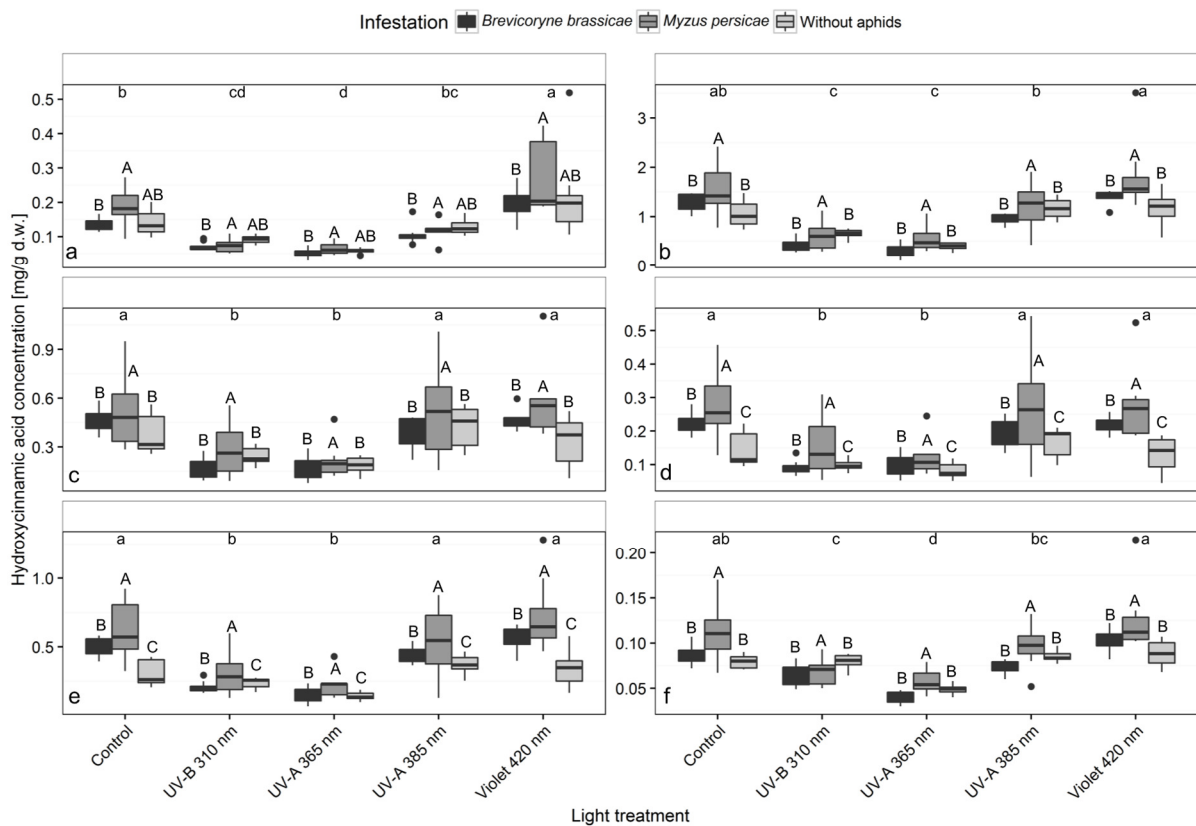 Infestation Brevicoryne brassicae Myzus persicae Without aphids
Hydroxycinnamic acid concentration [mg/g d.w.]
b cd d bc a
0.5
0.4
0.3
0.2
0.1
B A AB B A AB B A AB B A AB B A AB
a
ab c c b a
3
2
1
0
B A B B A B B A B B A B B A B
b
a b b a a
0.9
0.6
0.3
B A B B A B B A B B A B B A B
c
a b b a a
0.5
0.4
0.3
0.2
0.1
B A C B A C B A C B A C B A C
d
a b b a a
1.0
0.5
B A C B A C B A C B A C B A C
e
ab c d bc a
0.20
0.15
0.10
0.05
B A B B A B B A B B A B B A B
f
Control UV-B 310 nm UV-A 365 nm UV-A 385 nm Violet 420 nm
Control UV-B 310 nm UV-A 365 nm UV-A 385 nm Violet 420 nm
Light treatment